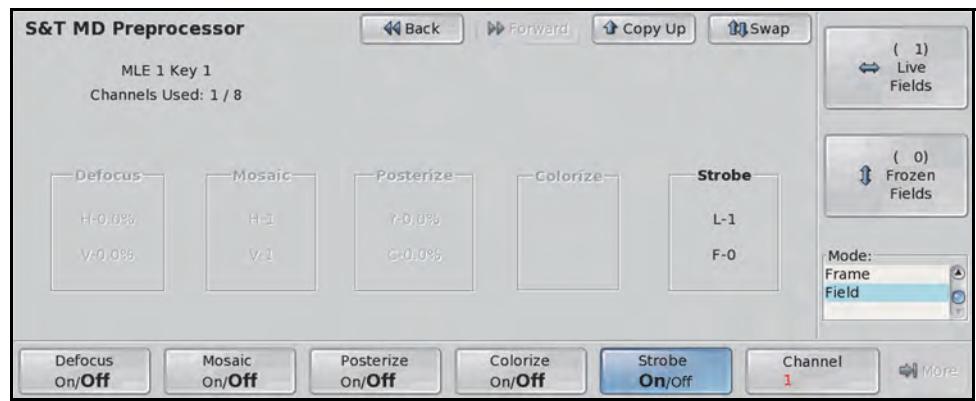 S&T MD Preprocessor
Back
Forward
Copy Up
Swap
MLE 1 Key 1
Channels Used: 1 / 8
( 1)
Live
Fields
( 0)
Frozen
Fields
Defocus
H-0.0%
V-0.0%
Mosaic
H-1
V-1
Posterize
Y-0.0%
C-0.0%
Colorize
Strobe
L-1
F-0
Mode:
Frame
Field
Defocus
On/Off
Mosaic
On/Off
Posterize
On/Off
Colorize
On/Off
Strobe
On/Off
Channel
1
More